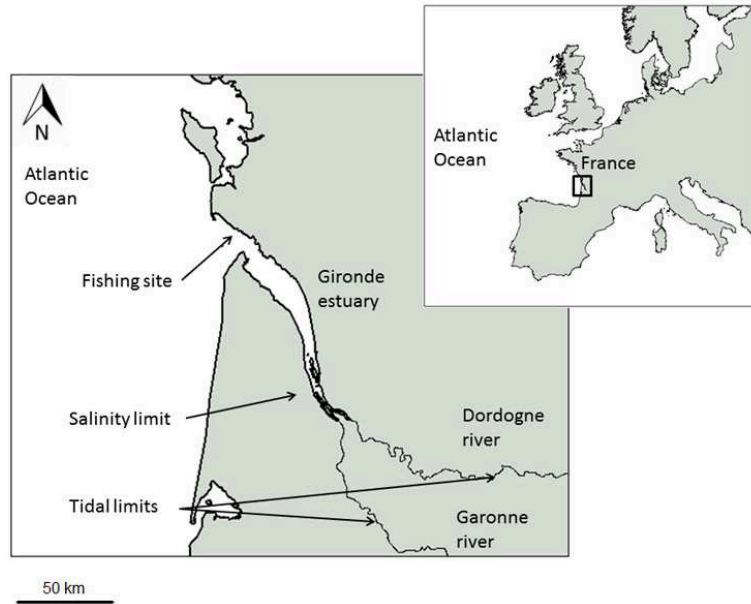 N
Atlantic
Ocean
Fishing site
Gironde
estuary
Salinity limit
Dordogne
river
Tidal limits
Garonne
river
50 km
Atlantic
Ocean
France